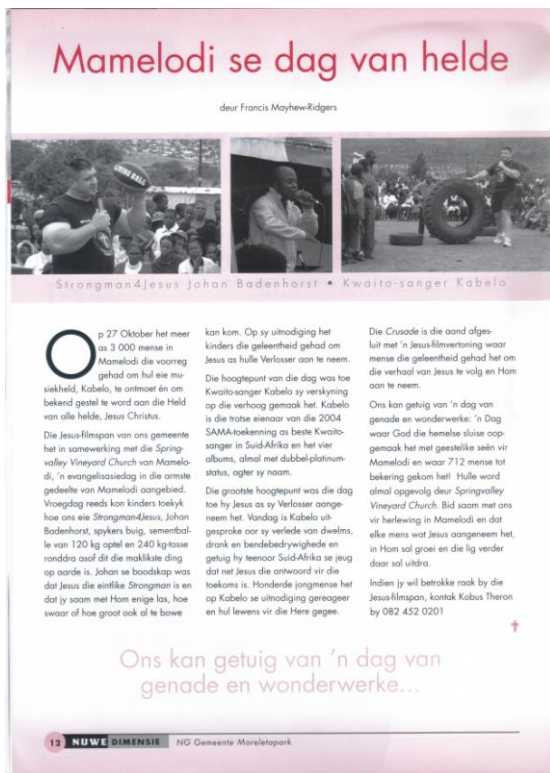 Mamelodi se dag van helde
deur Francis Mayhew-Ridgers
GIVING BALL
Strongman4Jesus Johan Badenhorst • Kwaito-sanger Kabelo
Op 27 Oktober het meer
as 3 000 mense in
Mamelodi die voorreg
gehad om hul eie mu-
siekheld, Kabelo, te ontmoet én om
bekend gestel te word aan die Held
van alle helde, Jesus Christus.
Die Jesus-filmspan van ons gemeente
het in samewerking met die Spring-
valley Vineyard Church van Mamelo-
di, 'n evangelisasiedag in die armste
gedeelte van Mamelodi aangebied.
Vroegdag reeds kon kinders toekyk
hoe ons eie Strongman4Jesus, Johan
Badenhorst, spykers buig, sementbal-
le van 120 kg optel en 240 kg-tasse
ronddra asof dit die maklikste ding
op aarde is. Johan se boodskap was
dat Jesus die eintlike Strongman is en
dat jy saam met Hom enige las, hoe
swaar of hoe groot ook al te bowe
kan kom. Op sy uitnodiging het
kinders die geleentheid gehad om
Jesus as hulle Verlosser aan te neem.
Die hoogtepunt van die dag was toe
Kwaito-sanger Kabelo sy verskyning
op die verhoog gemaak het. Kabelo
is die trotse eienaar van die 2004
SAMA-toekenning as beste Kwaito-
sanger in Suid-Afrika en het vier
albums, almal met dubbel-platinum-
status, agter sy naam.
Die grootste hoogtepunt was die dag
toe hy Jesus as sy Verlosser aange-
neem het. Vandag is Kabelo uit-
gesproke oor sy verlede van dwelms,
drank en bendebedrywighede en
getuig hy teenoor Suid-Afrika se jeug
dat net Jesus die antwoord vir die
toekoms is. Honderde jongmense het
op Kabelo se uitnodiging gereageer
en hul lewens vir die Here gegee.
Die Crusade is die aand afges-
luit met 'n Jesus-filmvertoning waar
mense die geleentheid gehad het om
die verhaal van Jesus te volg en Hom
aan te neem.
Ons kan getuig van 'n dag van
genade en wonderwerke: 'n Dag
waar God die hemelse sluise oop-
gemaak het met geestelike seën vir
Mamelodi en waar 712 mense tot
bekering gekom het! Hulle word
almal opgevolg deur Springvalley
Vineyard Church. Bid saam met ons
vir herlewing in Mamelodi en dat
elke mens wat Jesus aangeneem het,
in Hom sal groei en die lig verder
daar sal uitdra.
Indien jy wil betrokke raak by die
Jesus-filmspan, kontak Kobus Theron
by 082 452 0201
Ons kan getuig van 'n dag van
genade en wonderwerke...
12 NUWE DIMENSIE NG Gemeente Moreletapark